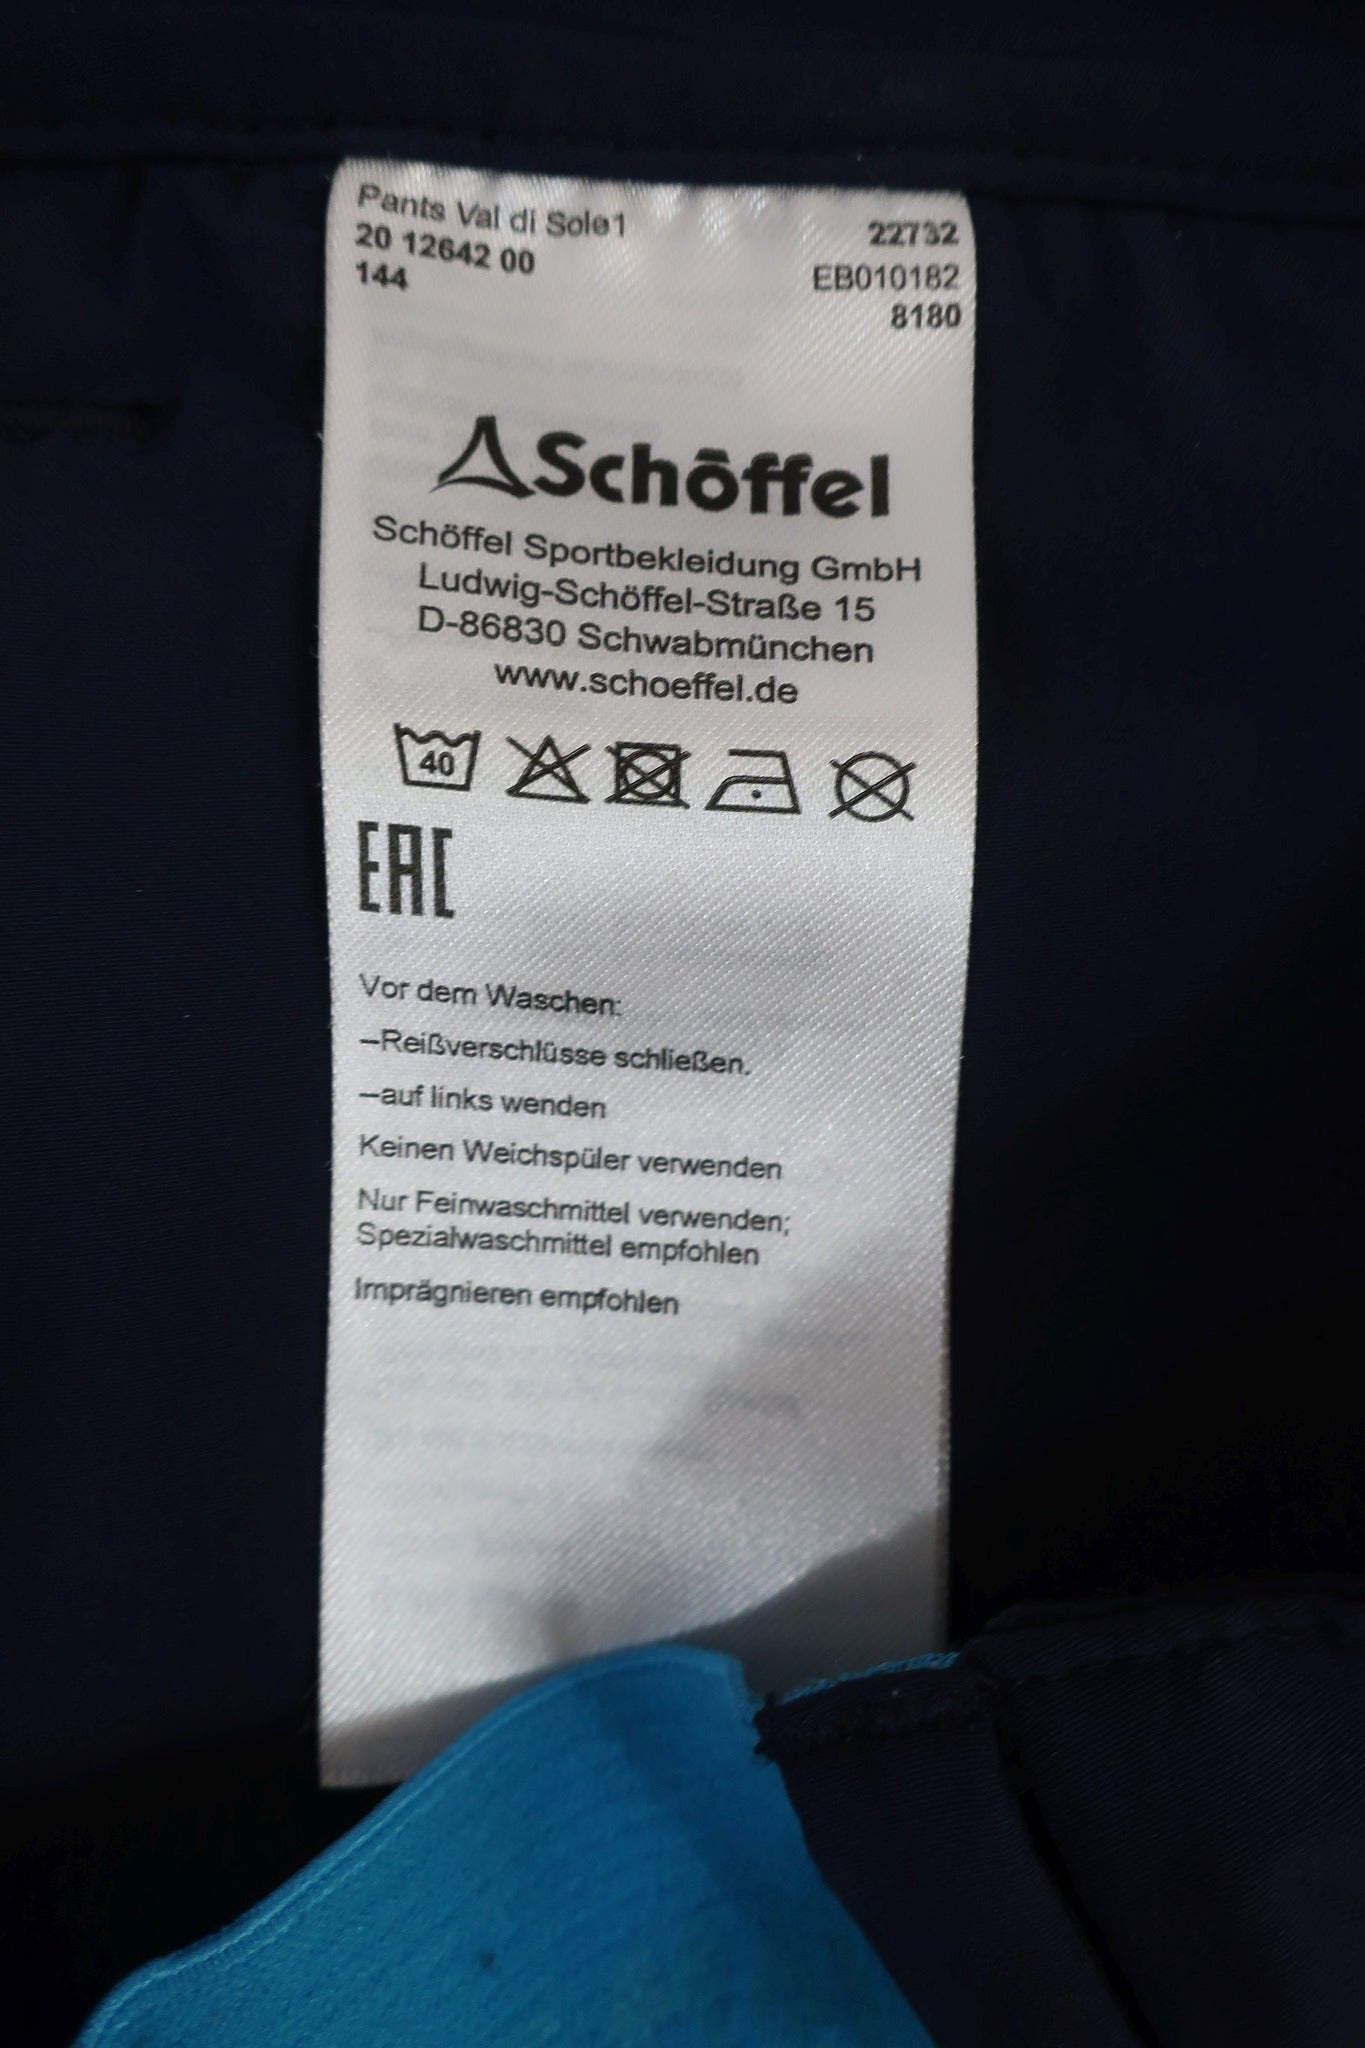 Pants Val di Sole1
20 12642 00
144
22732
EB010182
8180
Schöffel
Schöffel Sportbekleidung GmbH
Ludwig-Schöffel-Straße 15
D-86830 Schwabmünchen
www.schoeffel.de
40
EAC
Vor dem Waschen:
–Reißverschlüsse schließen.
–auf links wenden
Keinen Weichspüler verwenden
Nur Feinwaschmittel verwenden;
Spezialwaschmittel empfohlen
Imprägnieren empfohlen